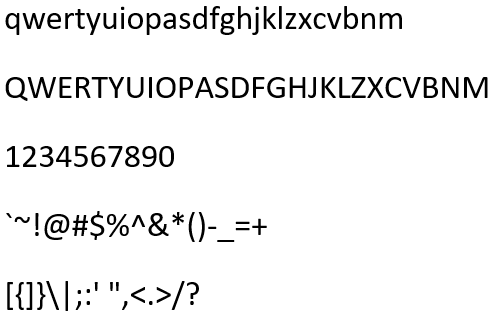 qwertyuiopasdfghjklzxcvbnm
QWERTYUIOPASDFGHJKLZXCVBNM
1234567890
`~!@#$%^&*()-_=+
[{]}\|;:' ",<.>/?